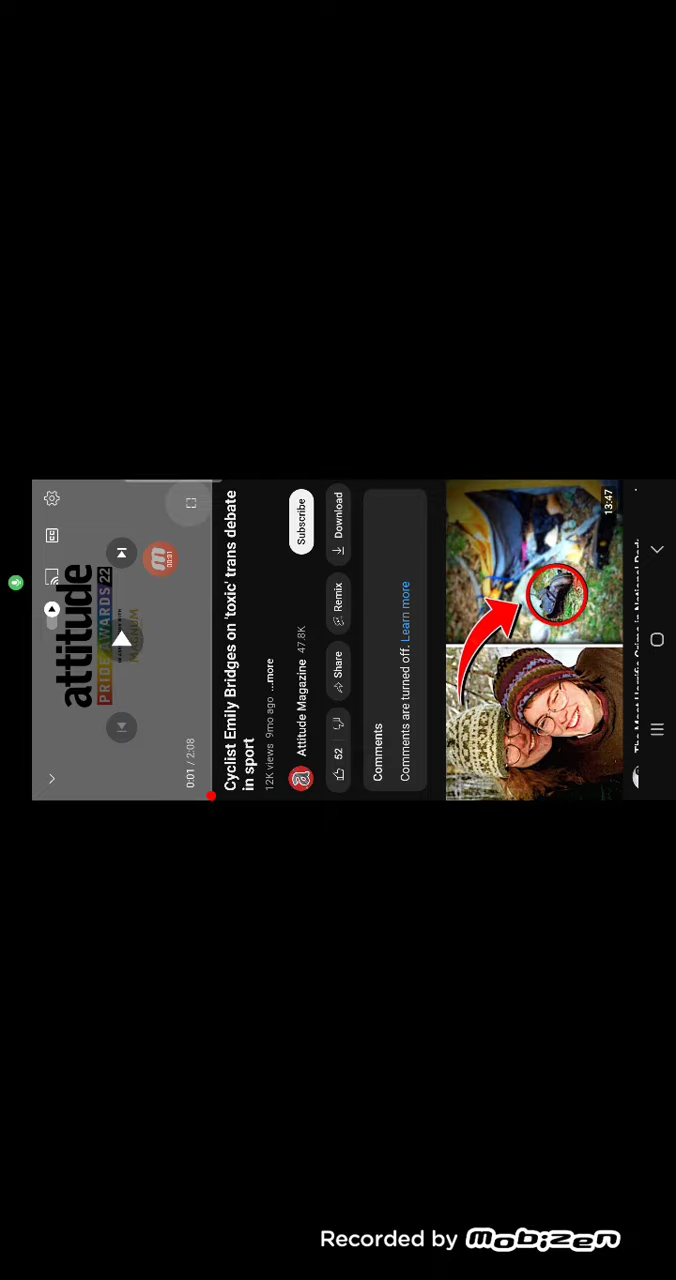 attitude
PRIDE AWARDS 22
0:01 / 2:08
00:01
Cyclist Emily Bridges on 'toxic' trans debate
in sport
12K views 9mo ago ...more
Attitude Magazine 47.8K
Subscribe
52
Share
Remix
Download
Comments
Comments are turned off. Learn more
13:47
Recorded by mobizen